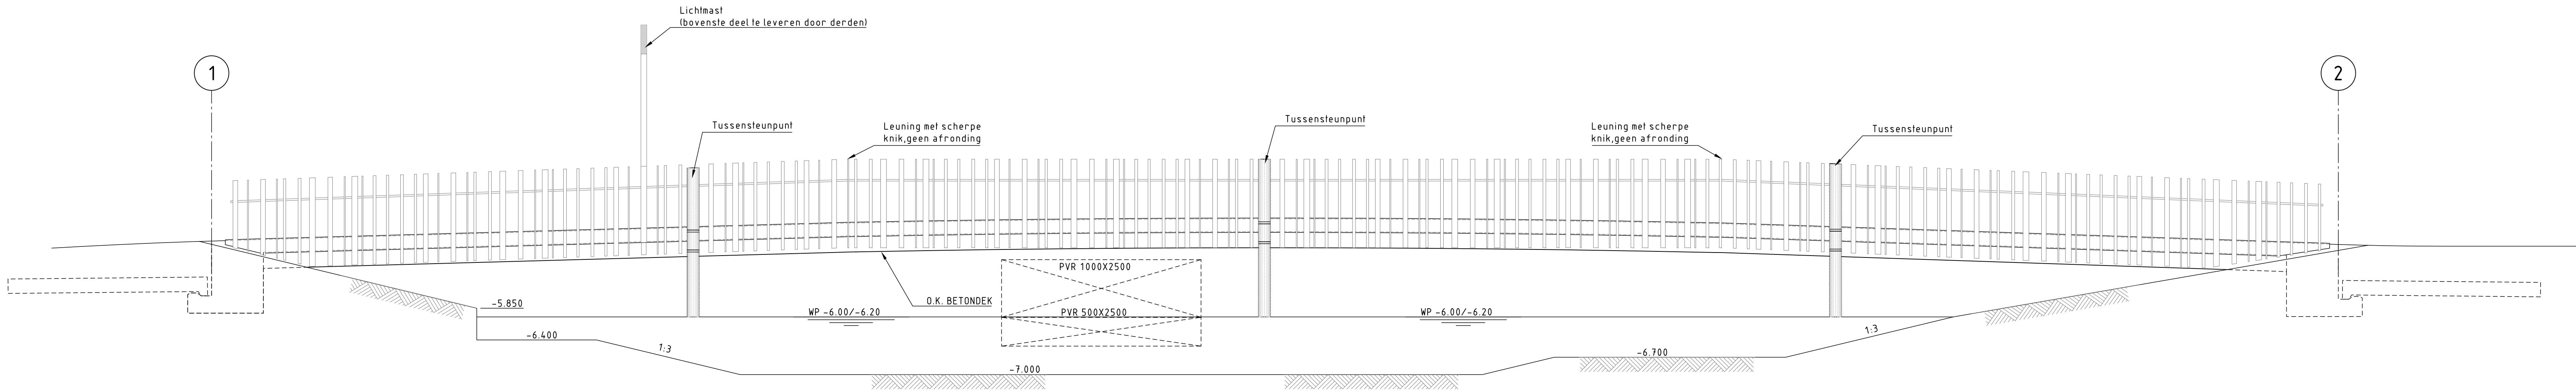 Lichtmast
(bovenste deel te leveren door derden)
1
2
Tussensteunpunt
Leuning met scherpe
knik,geen afronding
Tussensteunpunt
Leuning met scherpe
knik,geen afronding
Tussensteunpunt
PVR 1000X2500
-5.850
O.K. BETONDEK
WP -6.00/-6.20
PVR 500X2500
WP -6.00/-6.20
-6.400
1:3
1:3
-6.700
-7.000